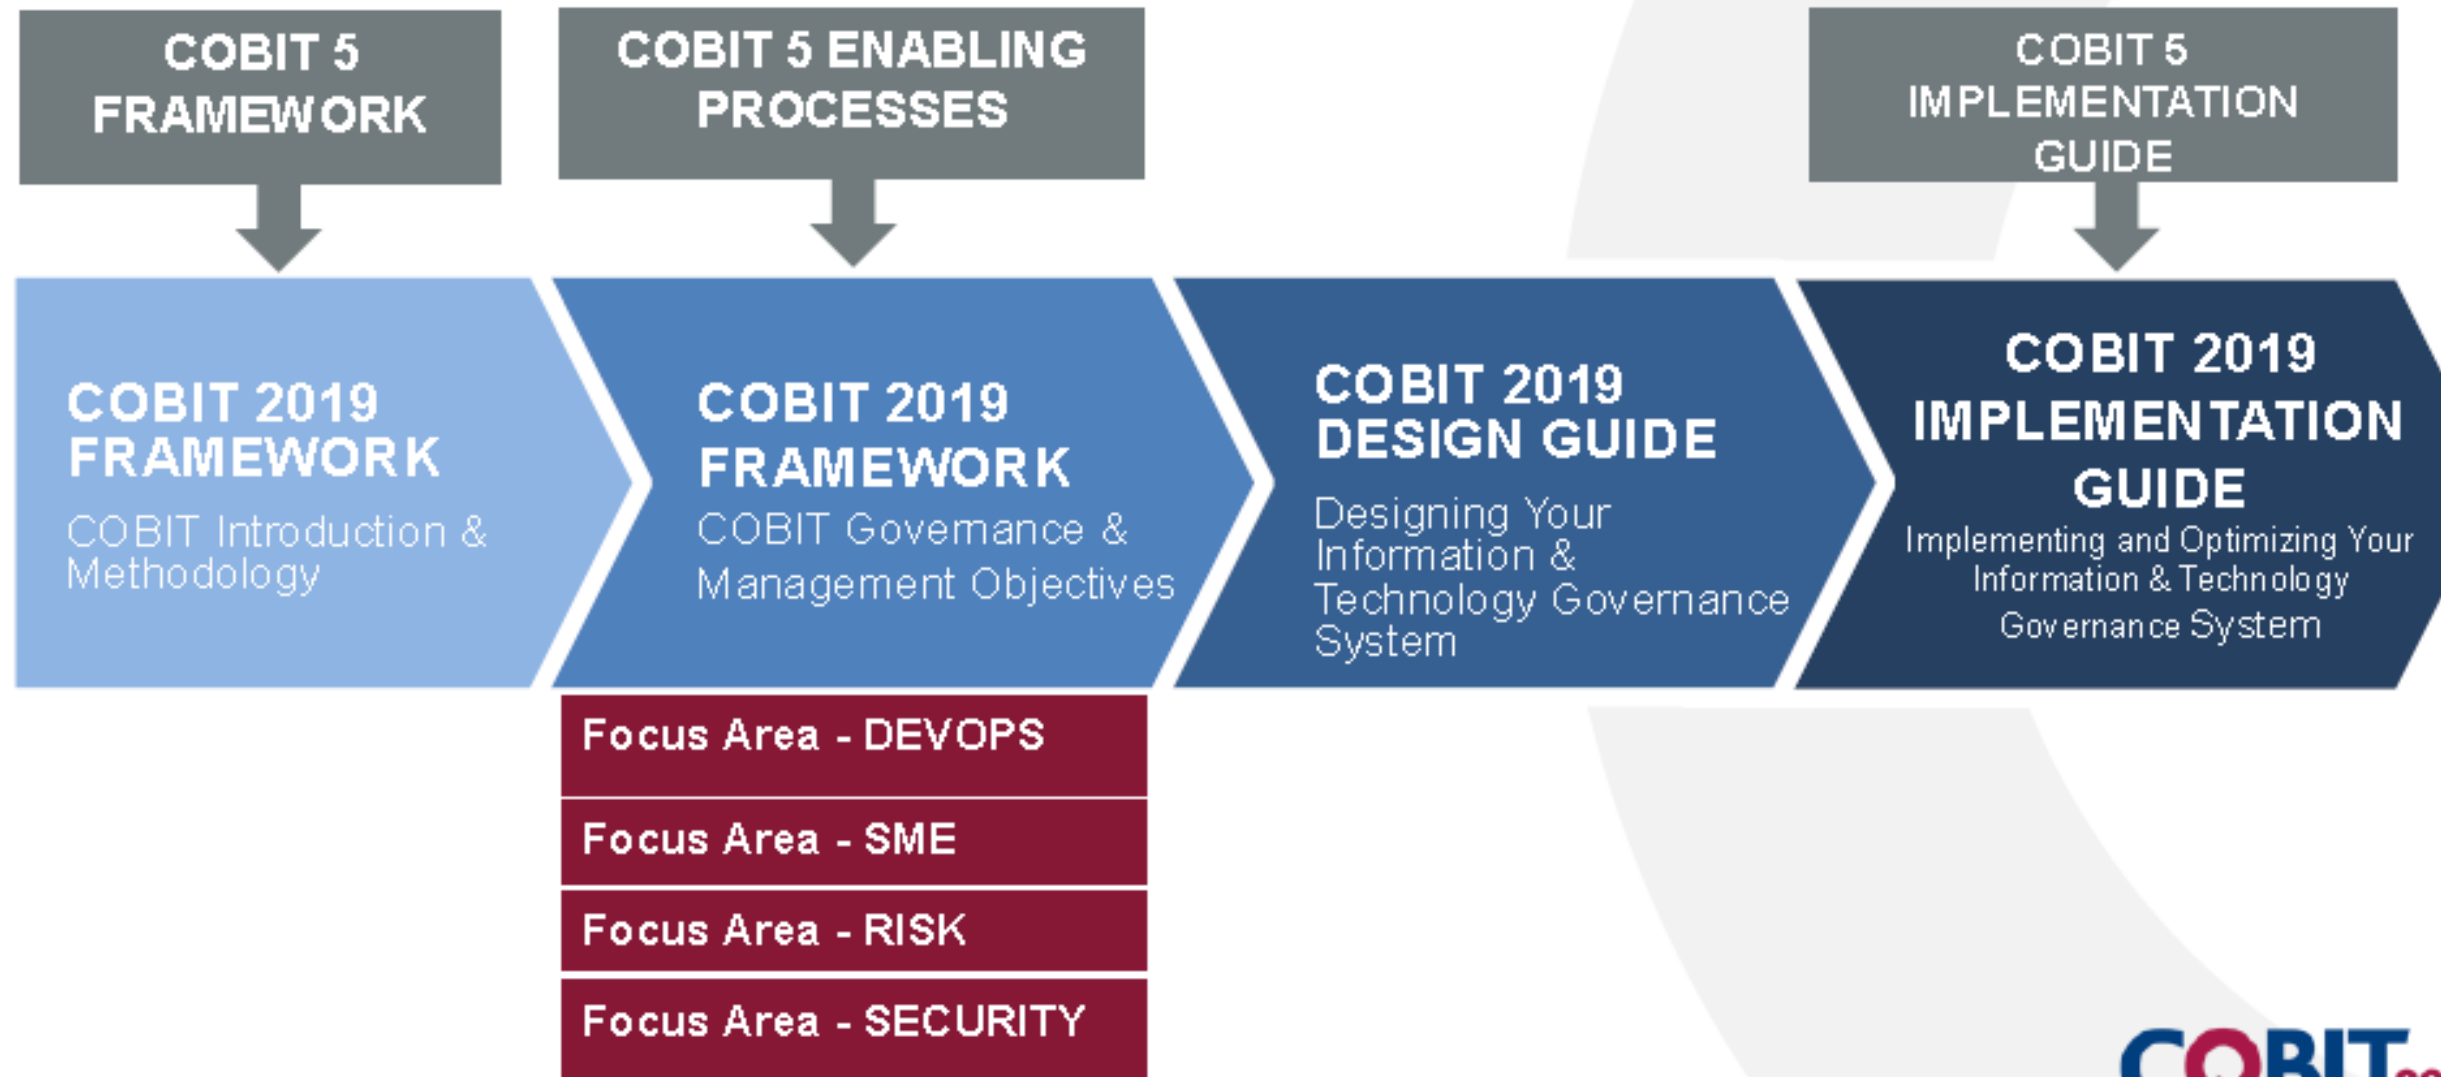 COBIT 5
FRAMEWORK
COBIT 5 ENABLING
PROCESSES
COBIT 5
IMPLEMENTATION
GUIDE
COBIT 2019
FRAMEWORK
COBIT Introduction &
Methodology
COBIT 2019
FRAMEWORK
COBIT Governance &
Management Objectives
COBIT 2019
DESIGN GUIDE
Designing Your
Information &
Technology Governance
System
COBIT 2019
IMPLEMENTATION
GUIDE
Implementing and Optimizing Your
Information & Technology
Governance System
Focus Area - DEVOPS
Focus Area - SME
Focus Area - RISK
Focus Area - SECURITY
COBIT